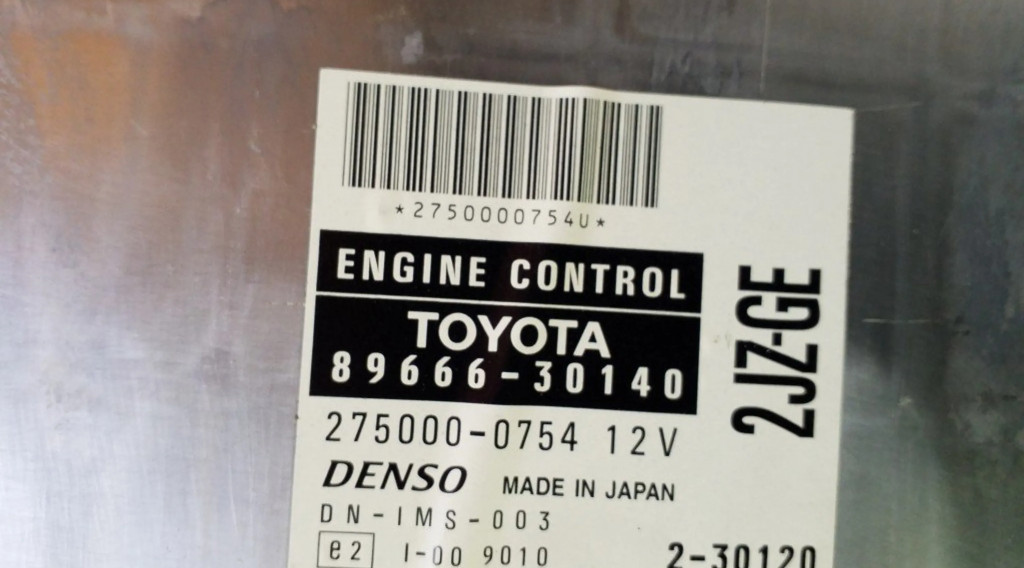 *2750000754U*
ENGINE CONTROL
TOYOTA
89666-30140
2JZ-GE
275000-0754 12V
DENSO MADE IN JAPAN
DN-IMS-003
e2 I-00 9010 2-30120